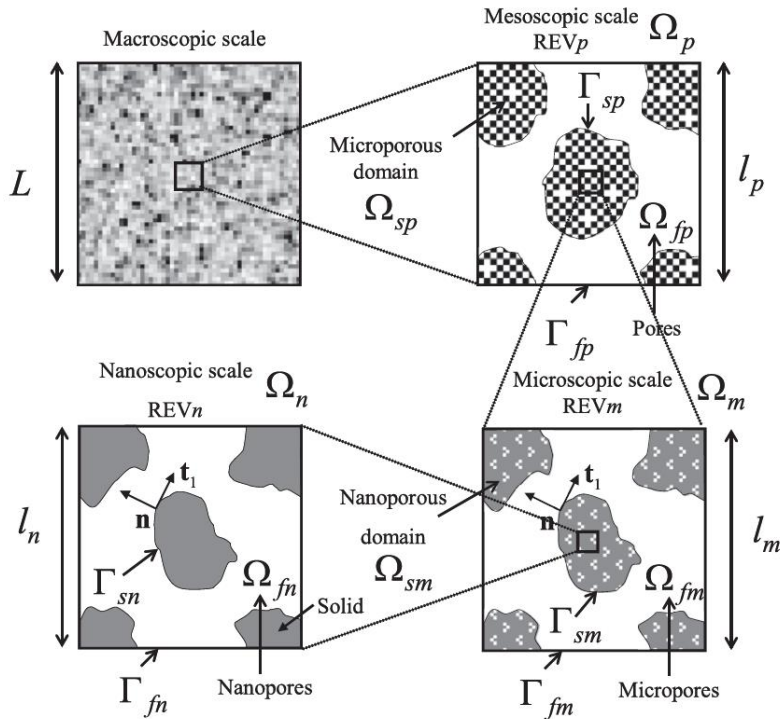 Macroscopic scale
L
Mesoscopic scale
REVp
Ωp
Γsp
Microporous
domain
Ωsp
Ωfp
lp
Γfp
Pores
Nanoscopic scale
REVn
Ωn
t1
n
ln
Γsn
Ωfn
Solid
Γfn
Nanopores
Microscopic scale
REVm
Ωm
Nanoporous
domain
Ωsm
t1
n
lm
Ωfm
Γsm
Γfm
Micropores